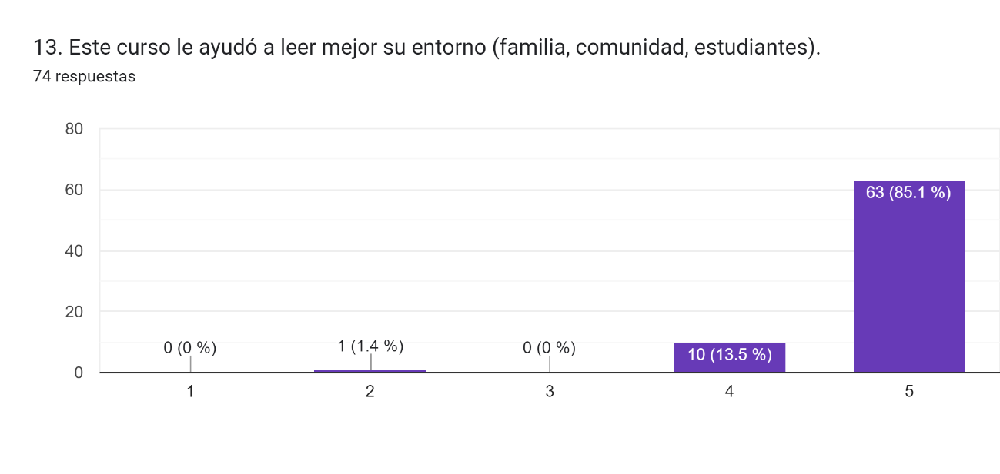 13. Este curso le ayudó a leer mejor su entorno (familia, comunidad, estudiantes).
74 respuestas
80
60
40
20
0
0 (0 %)
1 (1.4 %)
0 (0 %)
10 (13.5 %)
63 (85.1 %)
1
2
3
4
5